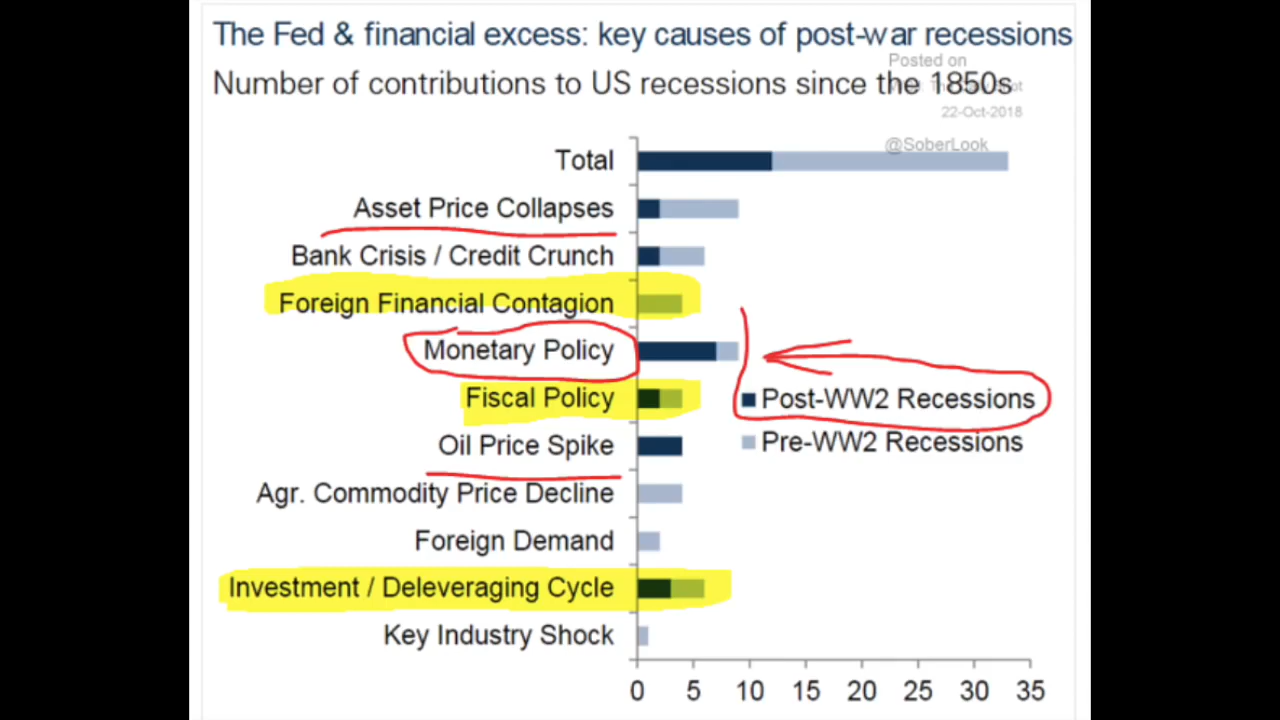 The Fed & financial excess: key causes of post-war recessions
Posted on
Number of contributions to US recessions since the 1850s
22-Oct-2018
@SoberLook
Total
Asset Price Collapses
Bank Crisis / Credit Crunch
Foreign Financial Contagion
Monetary Policy
Fiscal Policy
Post-WW2 Recessions
Oil Price Spike
Pre-WW2 Recessions
Agr. Commodity Price Decline
Foreign Demand
Investment / Deleveraging Cycle
Key Industry Shock
0 5 10 15 20 25 30 35